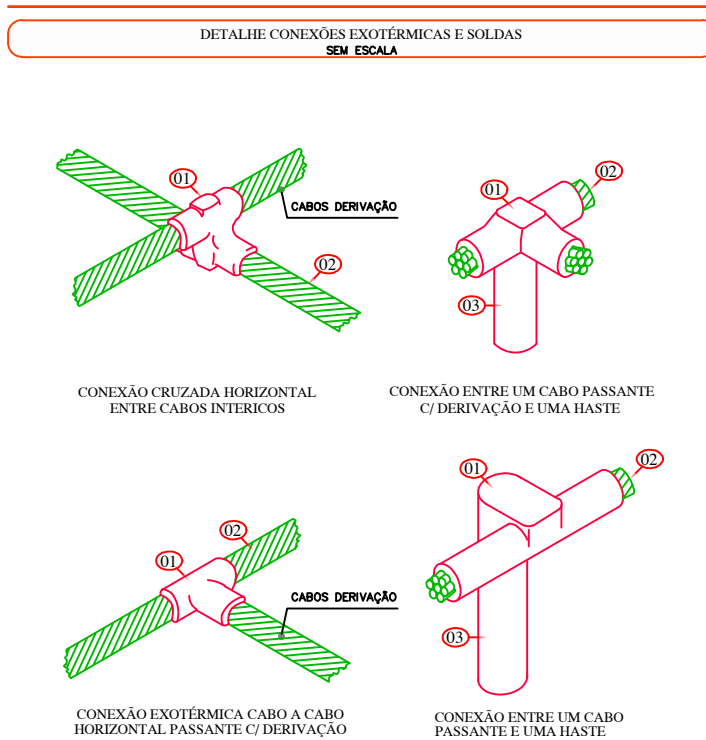 DETALHE CONEXÕES EXOTÉRMICAS E SOLDAS
SEM ESCALA
01
CABOS DERIVAÇÃO
02
CONEXÃO CRUZADA HORIZONTAL
ENTRE CABOS INTERICOS
01
02
03
CONEXÃO ENTRE UM CABO PASSANTE
C/ DERIVAÇÃO E UMA HASTE
02
01
CABOS DERIVAÇÃO
CONEXÃO EXOTÉRMICA CABO A CABO
HORIZONTAL PASSANTE C/ DERIVAÇÃO
01
02
03
CONEXÃO ENTRE UM CABO
PASSANTE E UMA HASTE